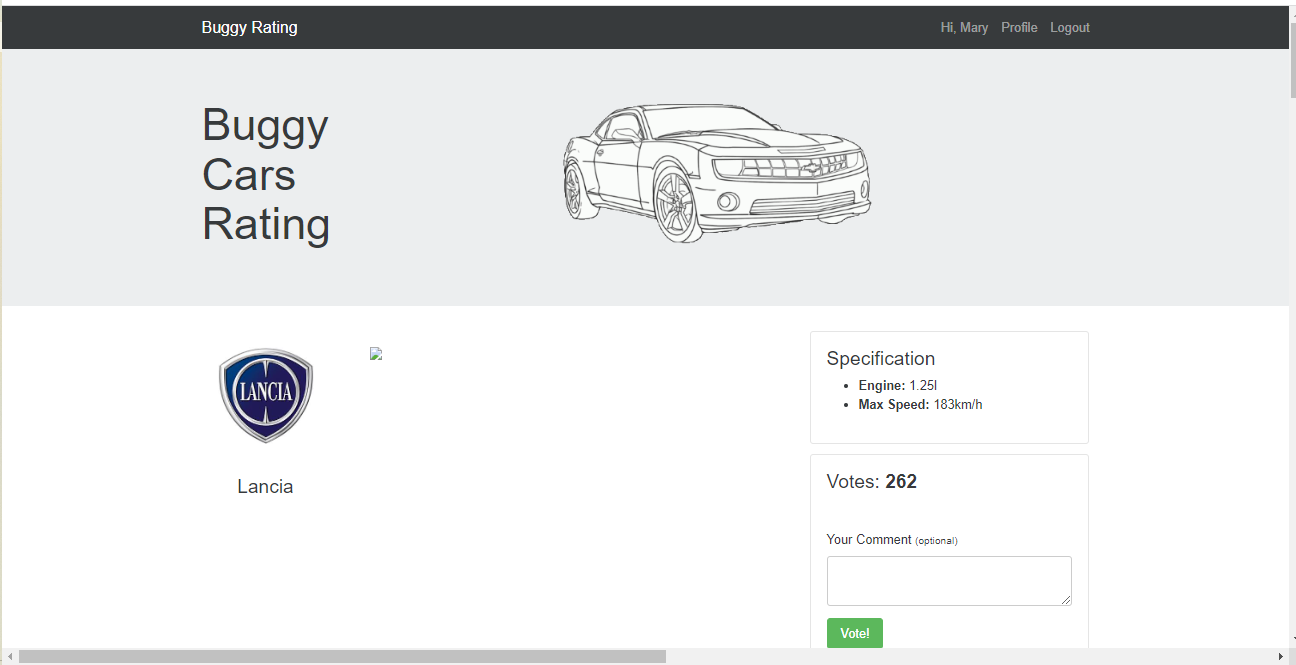 Buggy Rating
Hi, Mary Profile Logout
Buggy
Cars
Rating
LANCIA
Lancia
Specification
Engine: 1.25l
Max Speed: 183km/h
Votes: 262
Your Comment (optional)
Vote!